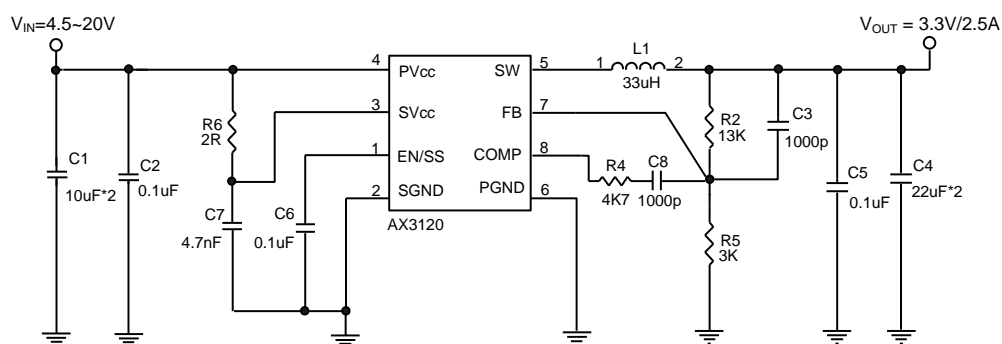 VIN=4.5~20V
VOUT = 3.3V/2.5A
L1
4 PVcc SW 5 1 2
33uH
3 SVcc FB 7
R6
2R
R2
13K
C3
1000p
1 EN/SS COMP 8
R4
4K7
C8
1000p
2 SGND PGND 6
AX3120
C1
10uF*2
C2
0.1uF
C7
4.7nF
C6
0.1uF
R5
3K
C5
0.1uF
C4
22uF*2